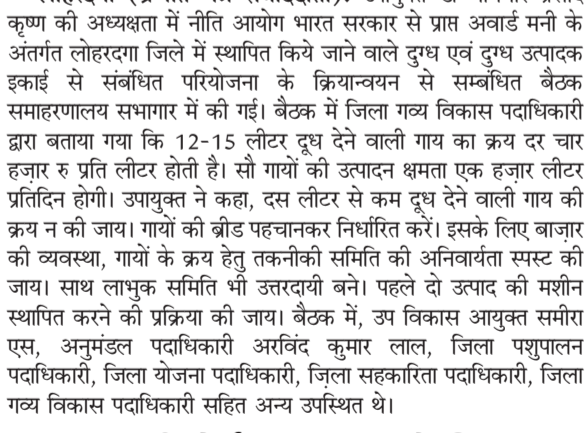 कृष्ण की अध्यक्षता में नीति आयोग भारत सरकार से प्राप्त अवार्ड मनी के
अंतर्गत लोहरदगा जिले में स्थापित किये जाने वाले दुग्ध एवं दुग्ध उत्पादक
इकाई से संबंधित परियोजना के क्रियान्वयन से सम्बंधित बैठक
समाहरणालय सभागार में की गई। बैठक में जिला गव्य विकास पदाधिकारी
द्वारा बताया गया कि 12-15 लीटर दूध देने वाली गाय का क्रय दर चार
हज़ार रु प्रति लीटर होती है। सौ गायों की उत्पादन क्षमता एक हज़ार लीटर
प्रतिदिन होगी। उपायुक्त ने कहा, दस लीटर से कम दूध देने वाली गाय की
क्रय न की जाय। गायों की ब्रीड पहचानकर निर्धारित करें। इसके लिए बाज़ार
की व्यवस्था, गायों के क्रय हेतु तकनीकी समिति की अनिवार्यता स्पस्ट की
जाय। साथ लाभुक समिति भी उत्तरदायी बने। पहले दो उत्पाद की मशीन
स्थापित करने की प्रक्रिया की जाय। बैठक में, उप विकास आयुक्त समीरा
एस, अनुमंडल पदाधिकारी अरविंद कुमार लाल, जिला पशुपालन
पदाधिकारी, जिला योजना पदाधिकारी, ज़िला सहकारिता पदाधिकारी, जिला
गव्य विकास पदाधिकारी सहित अन्य उपस्थित थे।